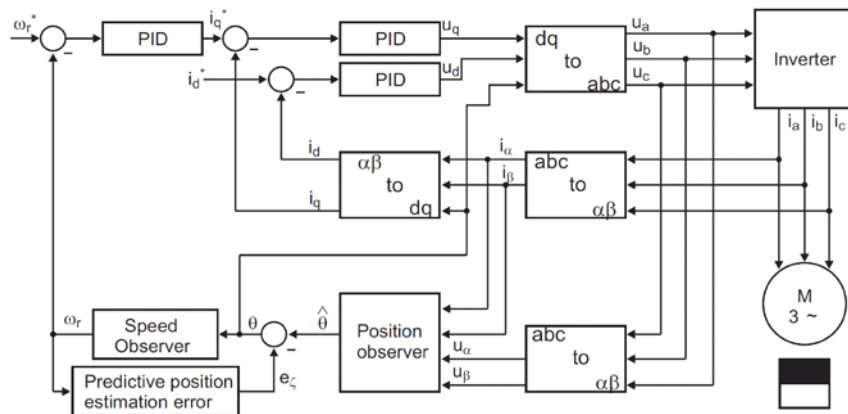 ωr* iq*
PID PID uq
dq to abc
ua
ub
uc
Inverter
id* PID ud
ia ib ic
id
iq
αβ to dq
iα
iβ
abc to αβ
M
3 ~
ωr
Speed
Observer
θ
θ^
Position
observer
uα
uβ
abc to αβ
Predictive position
estimation error
eζ